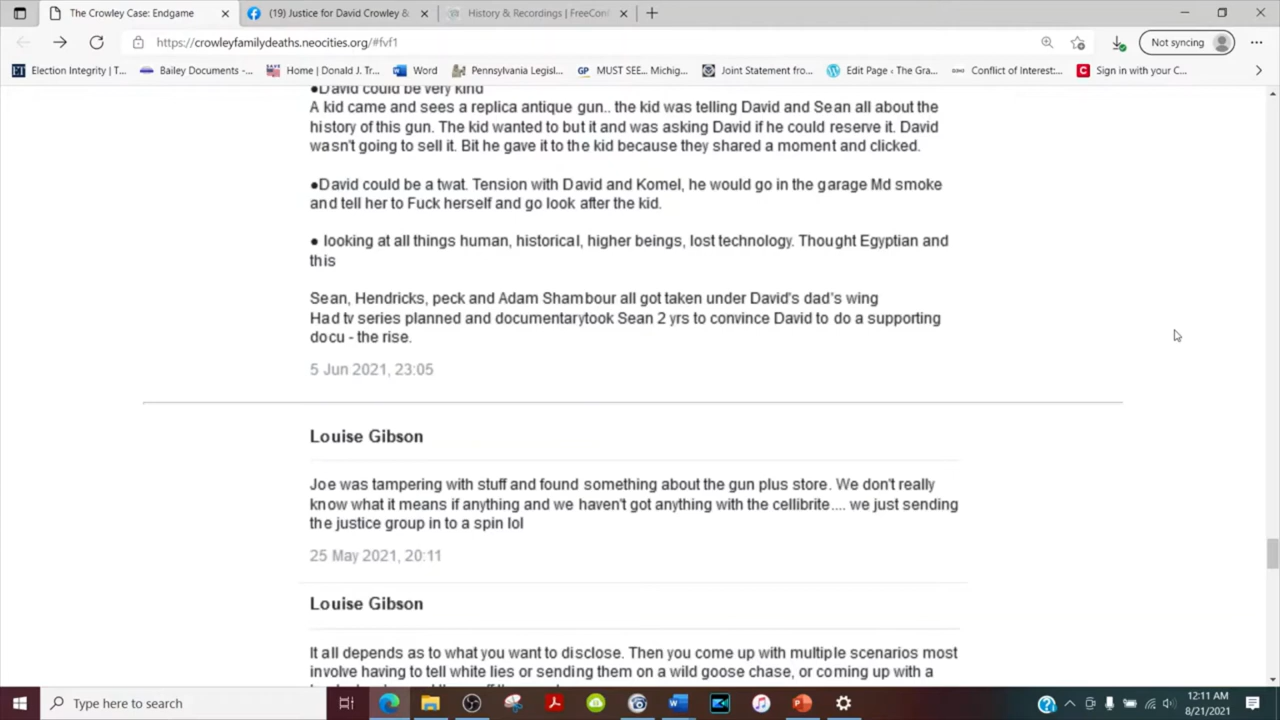 The Crowley Case: Endgame
(19) Justice for David Crowley &
History & Recordings | FreeCon
https://crowleyfamilydeaths.neocities.org/#fvf1
Not syncing
Election Integrity | T...
Bailey Documents -...
Home | Donald J. Tr...
Word
Pennsylvania Legisl...
MUST SEE... Michig...
Joint Statement fro...
Edit Page ‹ The Gra...
Conflict of Interest:...
Sign in with your C...
●David could be very kind
A kid came and sees a replica antique gun.. the kid was telling David and Sean all about the
history of this gun. The kid wanted to but it and was asking David if he could reserve it. David
wasn't going to sell it. Bit he gave it to the kid because they shared a moment and clicked.
●David could be a twat. Tension with David and Komel, he would go in the garage Md smoke
and tell her to Fuck herself and go look after the kid.
● looking at all things human, historical, higher beings, lost technology. Thought Egyptian and
this
Sean, Hendricks, peck and Adam Shambour all got taken under David's dad's wing
Had tv series planned and documentarytook Sean 2 yrs to convince David to do a supporting
docu - the rise.
5 Jun 2021, 23:05
Louise Gibson
Joe was tampering with stuff and found something about the gun plus store. We don't really
know what it means if anything and we haven't got anything with the cellibrite.... we just sending
the justice group in to a spin lol
25 May 2021, 20:11
Louise Gibson
It all depends as to what you want to disclose. Then you come up with multiple scenarios most
involve having to tell white lies or sending them on a wild goose chase, or coming up with a
Type here to search
12:11 AM
8/21/2021